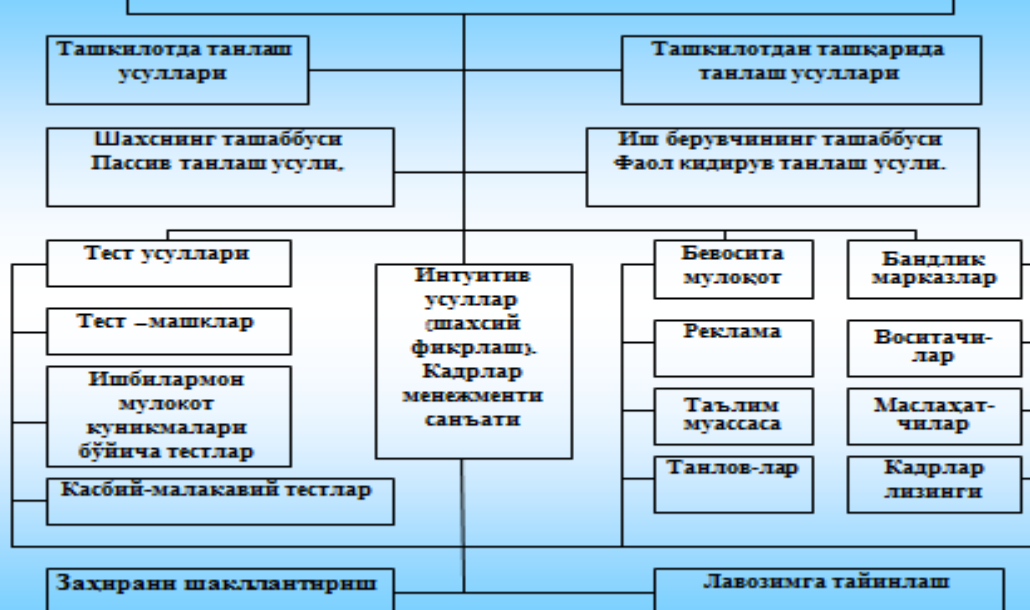 Ташкилотда танлаш
усуллари
Ташкилотдан ташқарида
танлаш усуллари
Шахснинг ташаббуси
Пассив танлаш усули,
Иш берувчининг ташаббуси
Фаол кидирув танлаш усули.
Тест усуллари
Тест –машклар
Ишбилармон
мулокот
куникмалари
бўйича тестлар
Касбий-малакавий тестлар
Интуитив
усуллар
(шахсий
фикрлаш).
Кадрлар
менежменти
санъати
Бевосита
мулоқот
Реклама
Таълим
муассаса
Танлов-лар
Бандлик
марказлар
Воситачи-
лар
Маслаҳат-
чилар
Кадрлар
лизинги
Заҳирани шакллантириш
Лавозимга тайинлаш